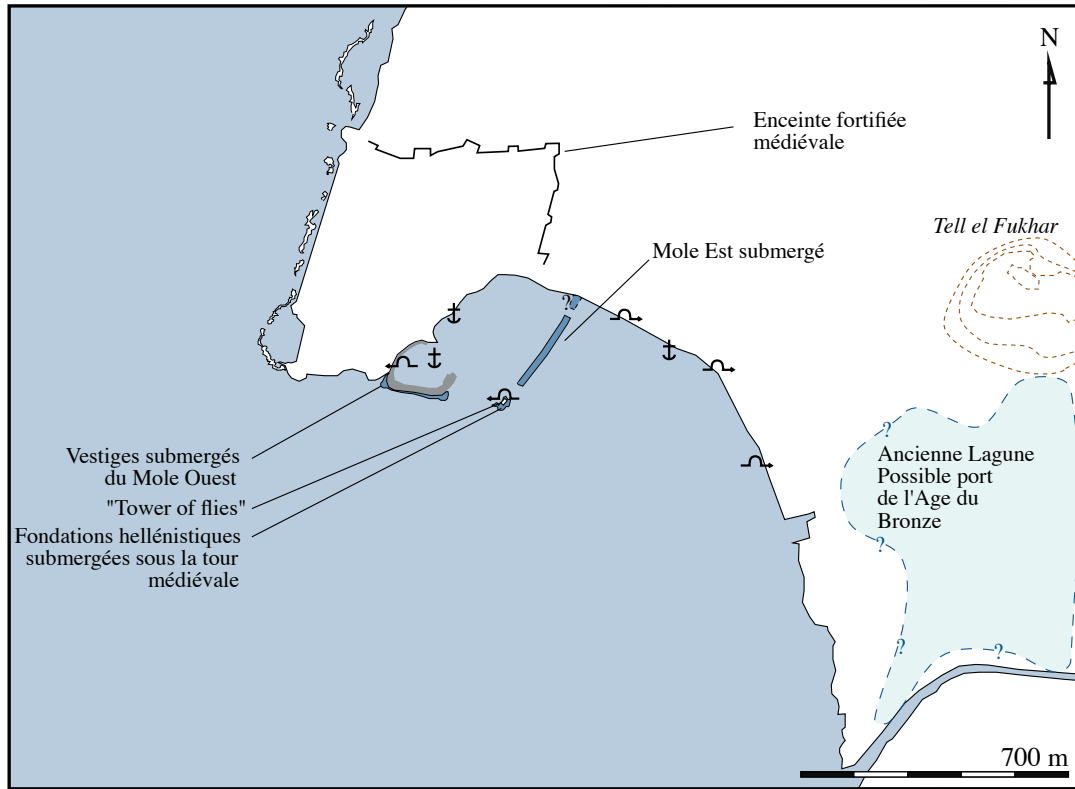 N
Enceinte fortifiée
médiévale
Tell el Fukhar
Mole Est submergé
?
Vestiges submergés
du Mole Ouest
"Tower of flies"
Fondations hellénistiques
submergées sous la tour
médiévale
?
Ancienne Lagune
Possible port
de l'Age du
Bronze
?
?
?
700 m